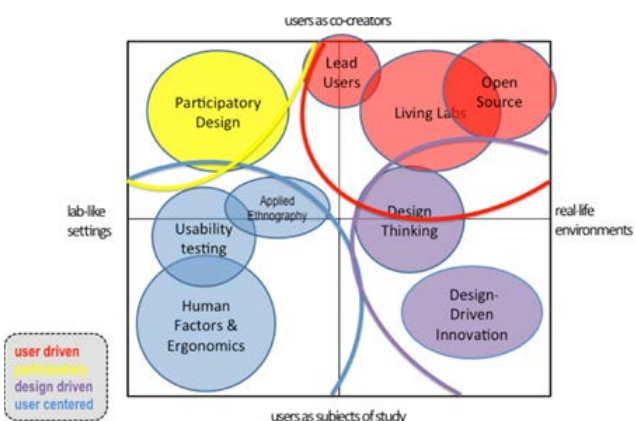 users as co-creators
Lead
Users
Open
Source
Participatory
Design
Living Labs
lab-like
settings
Applied
Ethnography
Usability
testing
Design
Thinking
real-life
environments
Human
Factors &
Ergonomics
Design-
Driven
Innovation
user driven
participatory
design driven
user centered
users as subjects of study